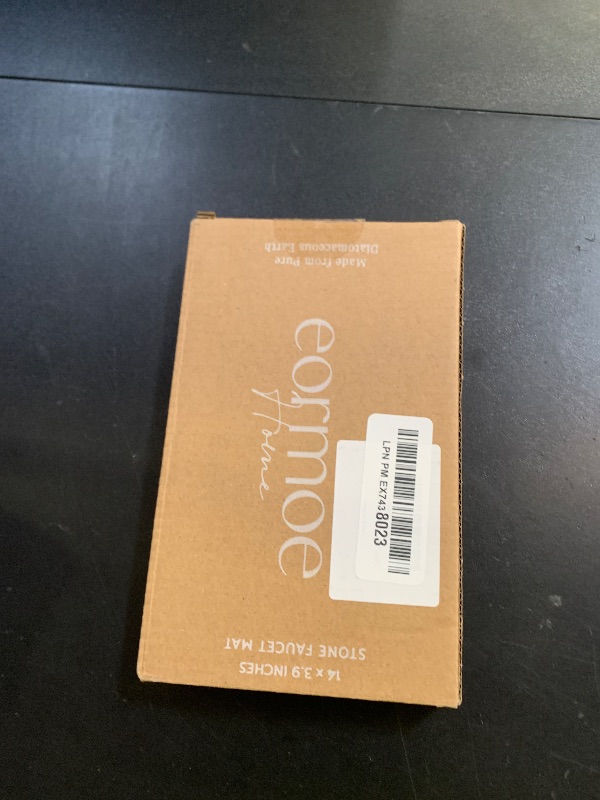 Made from Pure
Diatomaceous Earth
eormoe
Home
LPN PM EX7438023
STONE FAUCET MAT
14 x 3.9 INCHES